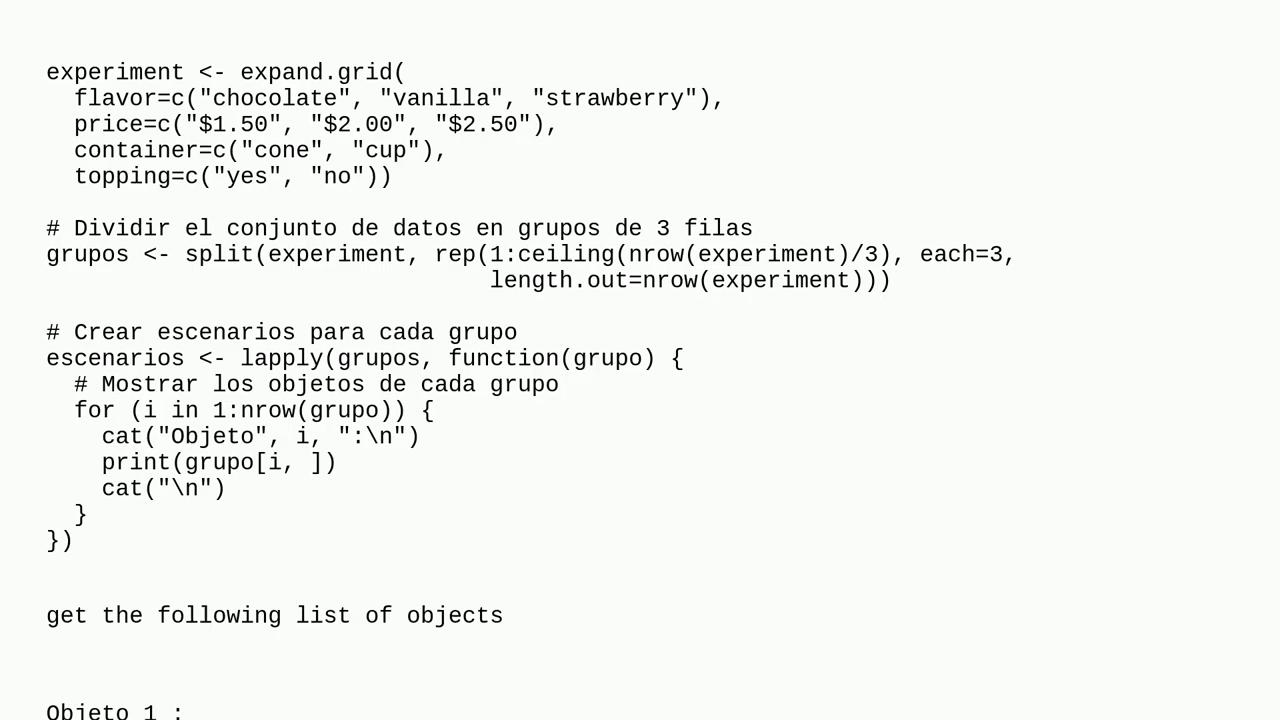 experiment <- expand.grid(
  flavor=c("chocolate", "vanilla", "strawberry"),
  price=c("$1.50", "$2.00", "$2.50"),
  container=c("cone", "cup"),
  topping=c("yes", "no"))
# Dividir el conjunto de datos en grupos de 3 filas
grupos <- split(experiment, rep(1:ceiling(nrow(experiment)/3), each=3,
                                length.out=nrow(experiment)))
# Crear escenarios para cada grupo
escenarios <- lapply(grupos, function(grupo) {
  # Mostrar los objetos de cada grupo
  for (i in 1:nrow(grupo)) {
    cat("Objeto", i, ":\n")
    print(grupo[i, ])
    cat("\n")
  }
})
get the following list of objects
Objeto 1 :